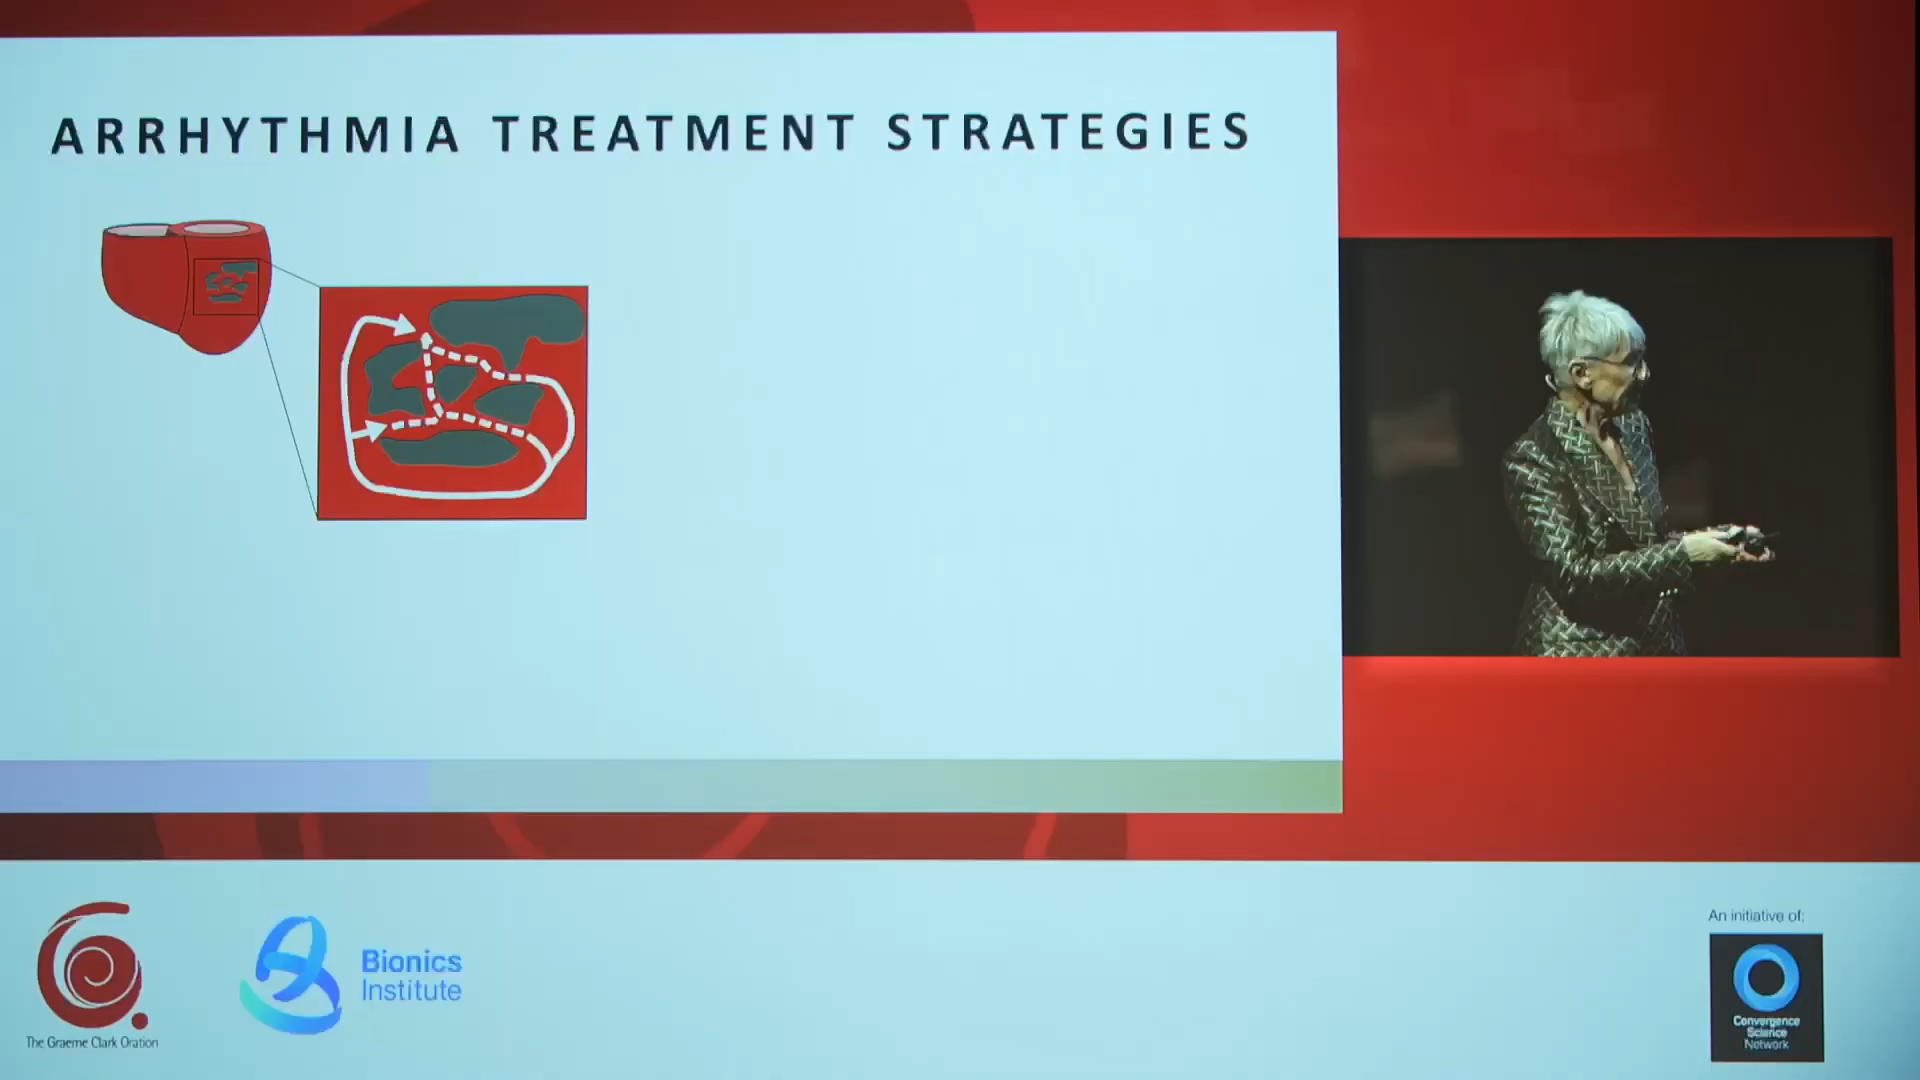 ARRHYTHMIA TREATMENT STRATEGIES
The Graeme Clark Oration
Bionics
Institute
An initiative of:
Convergence
Science
Network